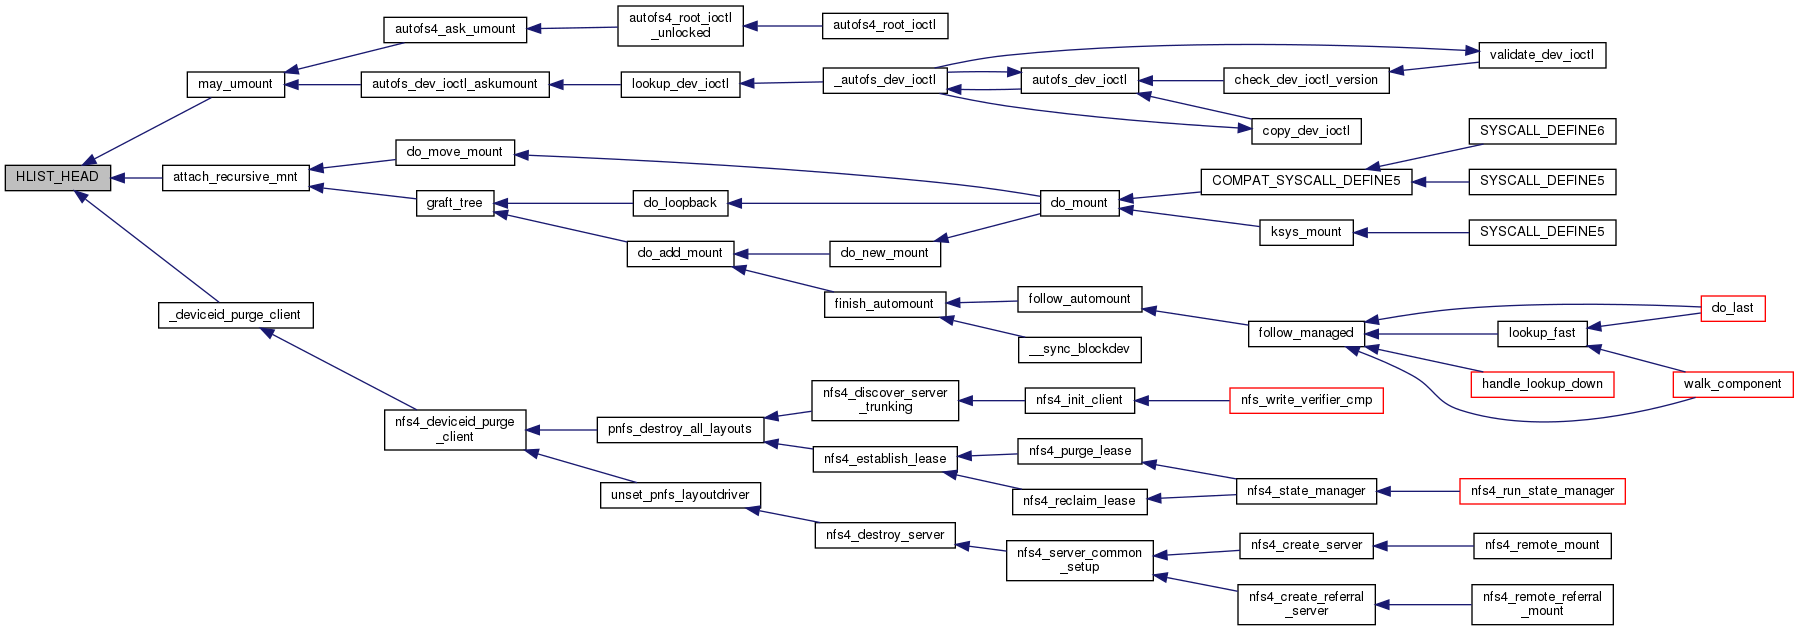 autofs4_ask_umount
autofs4_root_ioctl
_unlocked
autofs4_root_ioctl
may_umount
autofs_dev_ioctl_askumount
lookup_dev_ioctl
_autofs_dev_ioctl
autofs_dev_ioctl
check_dev_ioctl_version
validate_dev_ioctl
copy_dev_ioctl
HLIST_HEAD
attach_recursive_mnt
do_move_mount
graft_tree
do_loopback
do_add_mount
do_new_mount
do_mount
COMPAT_SYSCALL_DEFINE5
SYSCALL_DEFINE6
SYSCALL_DEFINE5
ksys_mount
SYSCALL_DEFINE5
finish_automount
follow_automount
__sync_blockdev
follow_managed
lookup_fast
do_last
handle_lookup_down
walk_component
_deviceid_purge_client
nfs4_deviceid_purge
_client
pnfs_destroy_all_layouts
nfs4_discover_server
_trunking
nfs4_init_client
nfs_write_verifier_cmp
nfs4_establish_lease
nfs4_purge_lease
nfs4_reclaim_lease
nfs4_state_manager
nfs4_run_state_manager
unset_pnfs_layoutdriver
nfs4_destroy_server
nfs4_server_common
_setup
nfs4_create_server
nfs4_remote_mount
nfs4_create_referral
_server
nfs4_remote_referral
_mount